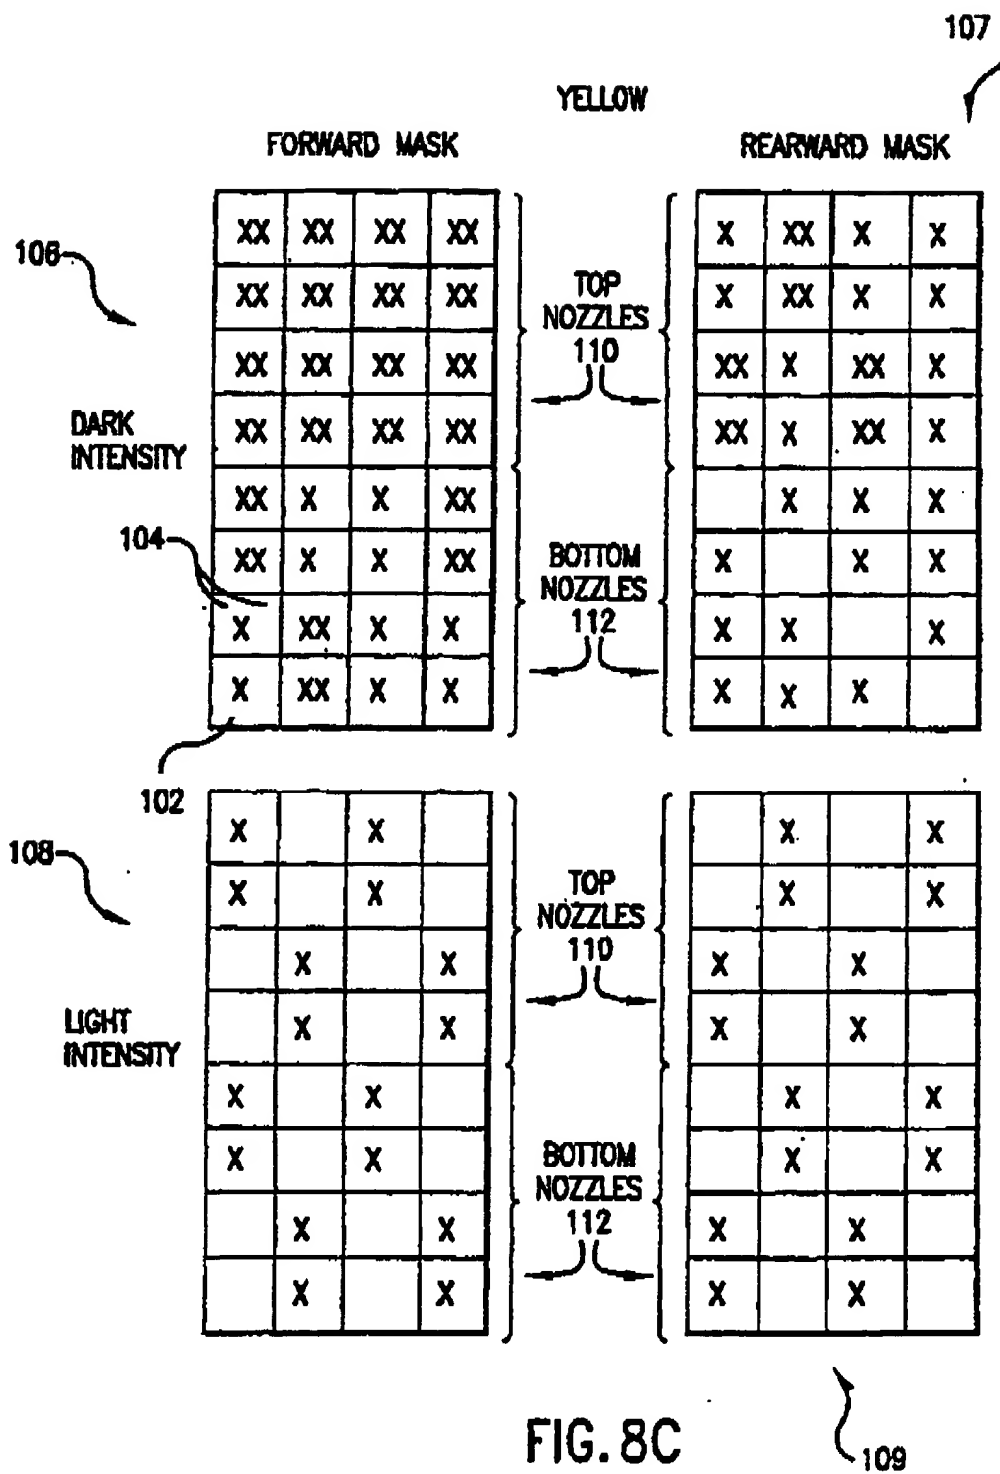 107
YELLOW
FORWARD MASK
REARWARD MASK
106
DARK
INTENSITY
XX XX XX XX
XX XX XX XX
XX XX XX XX
XX XX XX XX
XX X X XX
XX X X XX
X XX X X
X XX X X
104
102
TOP
NOZZLES
110
BOTTOM
NOZZLES
112
X XX X X
X XX X X
XX X XX X
XX X XX X
X X X
X X X
X X X
X X X
108
LIGHT
INTENSITY
X X
X X
X X
X X
X X
X X
X X
X X
TOP
NOZZLES
110
BOTTOM
NOZZLES
112
X X
X X
X X
X X
X X
X X
X X
X X
FIG. 8C
109